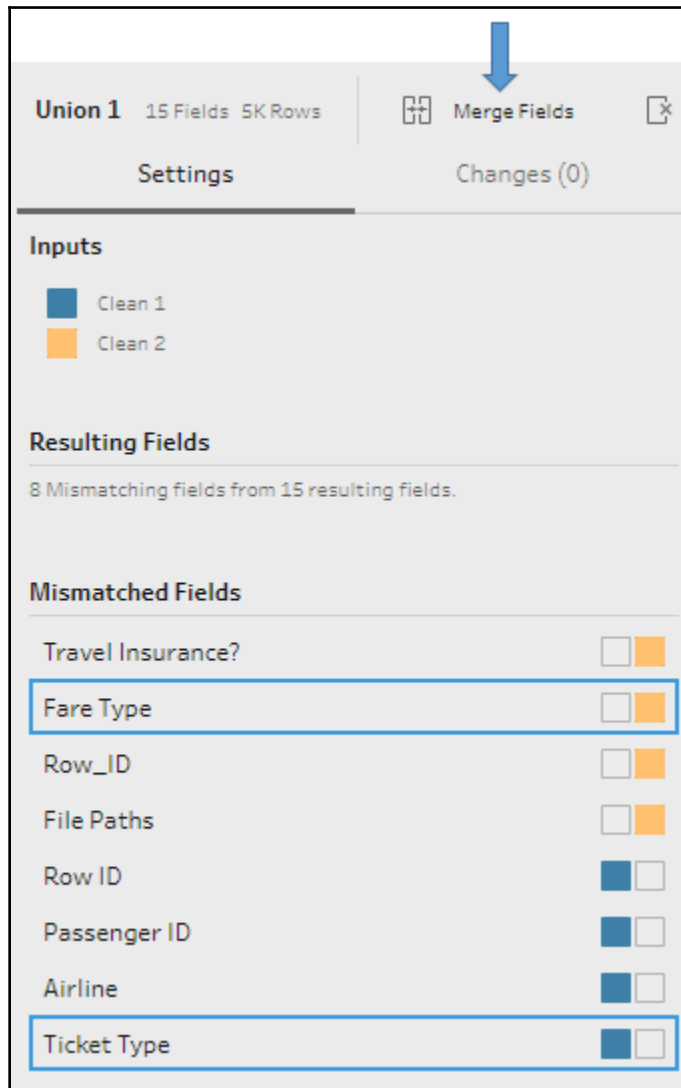 Union 1 15 Fields 5K Rows Merge Fields
Settings Changes (0)
Inputs
Clean 1
Clean 2
Resulting Fields
8 Mismatching fields from 15 resulting fields.
Mismatched Fields
Travel Insurance?
Fare Type
Row_ID
File Paths
Row ID
Passenger ID
Airline
Ticket Type